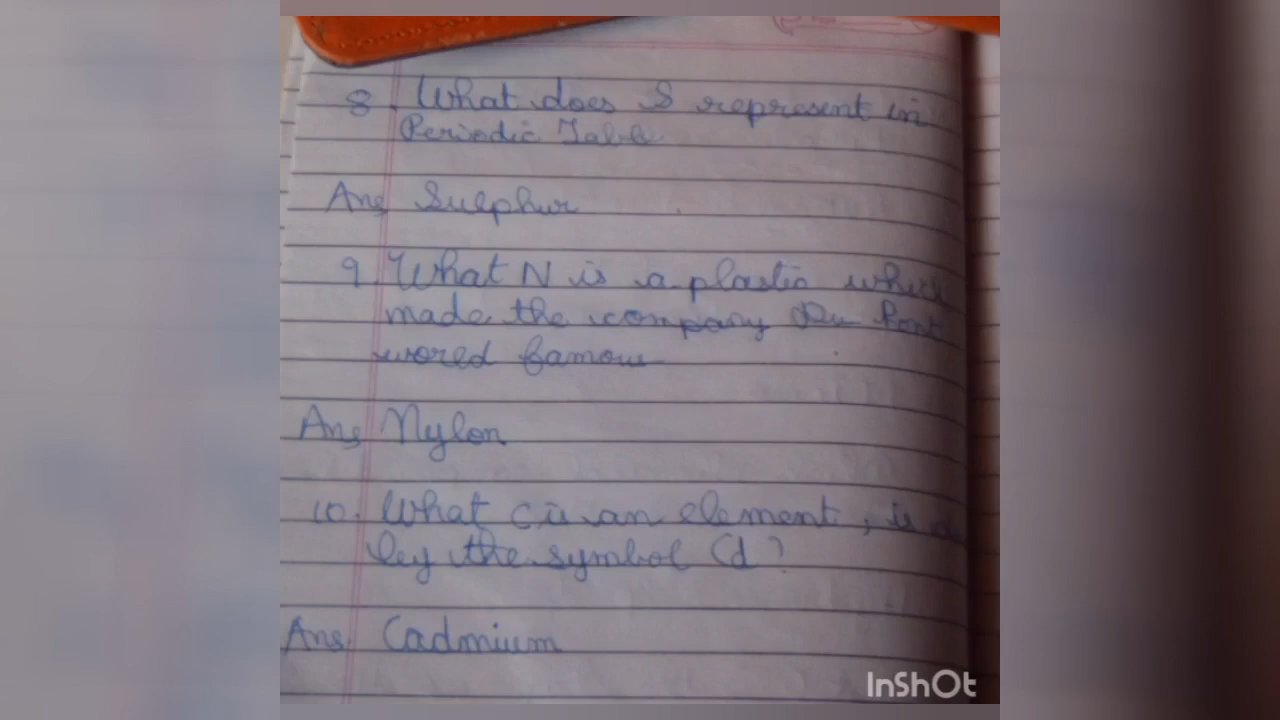 8. What does S represent in
Periodic Table
Ans Sulphur
9. What N is a plastic which
made the company Du Pont
world famous
Ans Nylon
10. What C is an element, is
by the symbol Cd?
Ans. Cadmium
InShOt